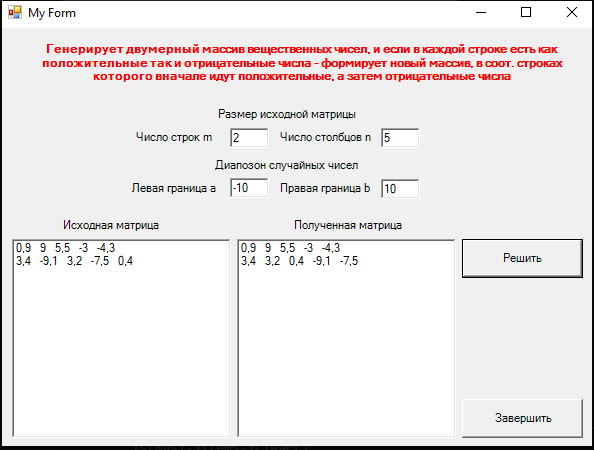 My Form
Генерирует двумерный массив вещественных чисел, и если в каждой строке есть как
положительные так и отрицательные числа - формирует новый массив, в соот. строках
которого вначале идут положительные, а затем отрицательные числа
Размер исходной матрицы
Число строк m 2 Число столбцов n 5
Диапозон случайных чисел
Левая граница a -10 Правая граница b 10
Исходная матрица Полученная матрица
0,9 9 5,5 -3 -4,3
3,4 -9,1 3,2 -7,5 0,4
0,9 9 5,5 -3 -4,3
3,4 3,2 0,4 -9,1 -7,5
Решить
Завершить